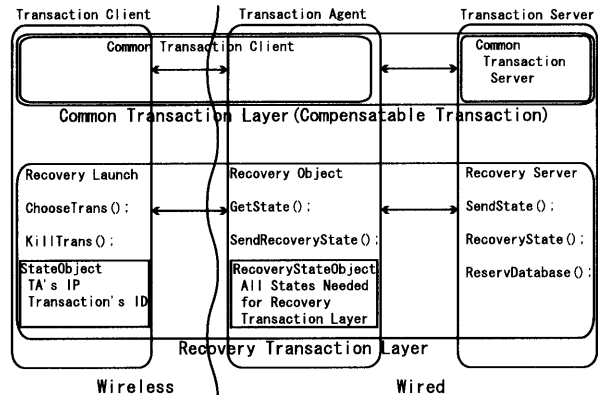 Transaction Client Transaction Agent Transaction Server
Common Transaction Client
Common
Transaction
Server
Common Transaction Layer(Compensatable Transaction)
Recovery Launch
ChooseTrans();
KillTrans();
StateObject
TA's IP
Transaction's ID
Recovery Object
GetState();
SendRecoveryState();
RecoveryStateObject
All States Needed
for Recovery
Transaction Layer
Recovery Server
SendState();
RecoveryState();
ReservDatabase();
Recovery Transaction Layer
Wireless Wired